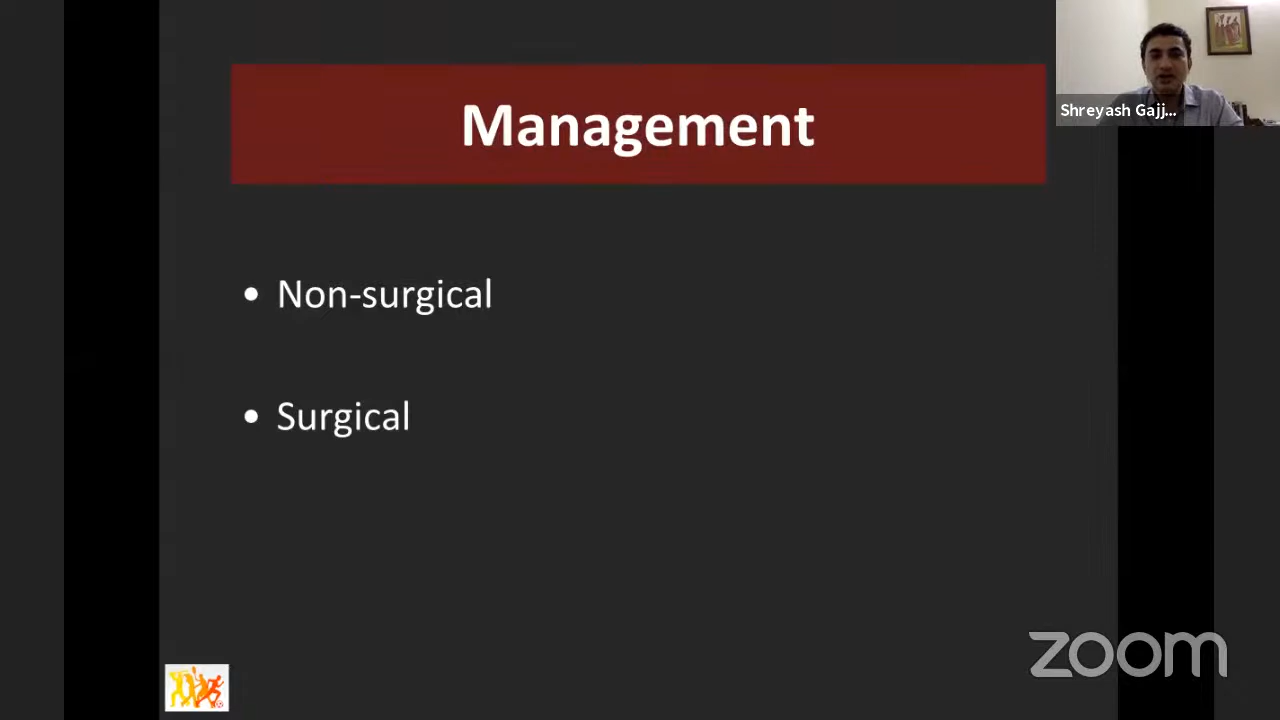 Management
Shreyash Gajj...
• Non-surgical
• Surgical
zoom